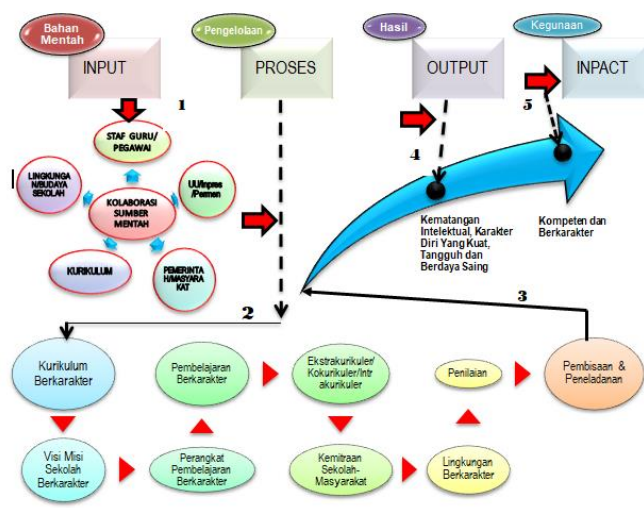 Bahan
Mentah
INPUT
Pengelolaan
PROSES
Hasil
OUTPUT
Kegunaan
INPACT
1
STAF GURU/
PEGAWAI
LINGKUNGA
N/BUDAYA
SEKOLAH
UU/Inpres
/Permen
KOLABORASI
SUMBER
MENTAH
KURIKULUM
PEMERINTA
H/MASYARA
KAT
4
5
Kematangan
Intelektual, Karakter
Diri Yang Kuat,
Tangguh dan
Berdaya Saing
Kompeten dan
Berkarakter
2
3
Kurikulum
Berkarakter
Visi Misi
Sekolah
Berkarakter
Perangkat
Pembelajaran
Berkarakter
Pembelajaran
Berkarakter
Ekstrakurikuler/
Kokurikuler/Intr
akurikuler
Kemitraan
Sekolah-
Masyarakat
Lingkungan
Berkarakter
Penilaian
Pembisaan &
Peneladanan